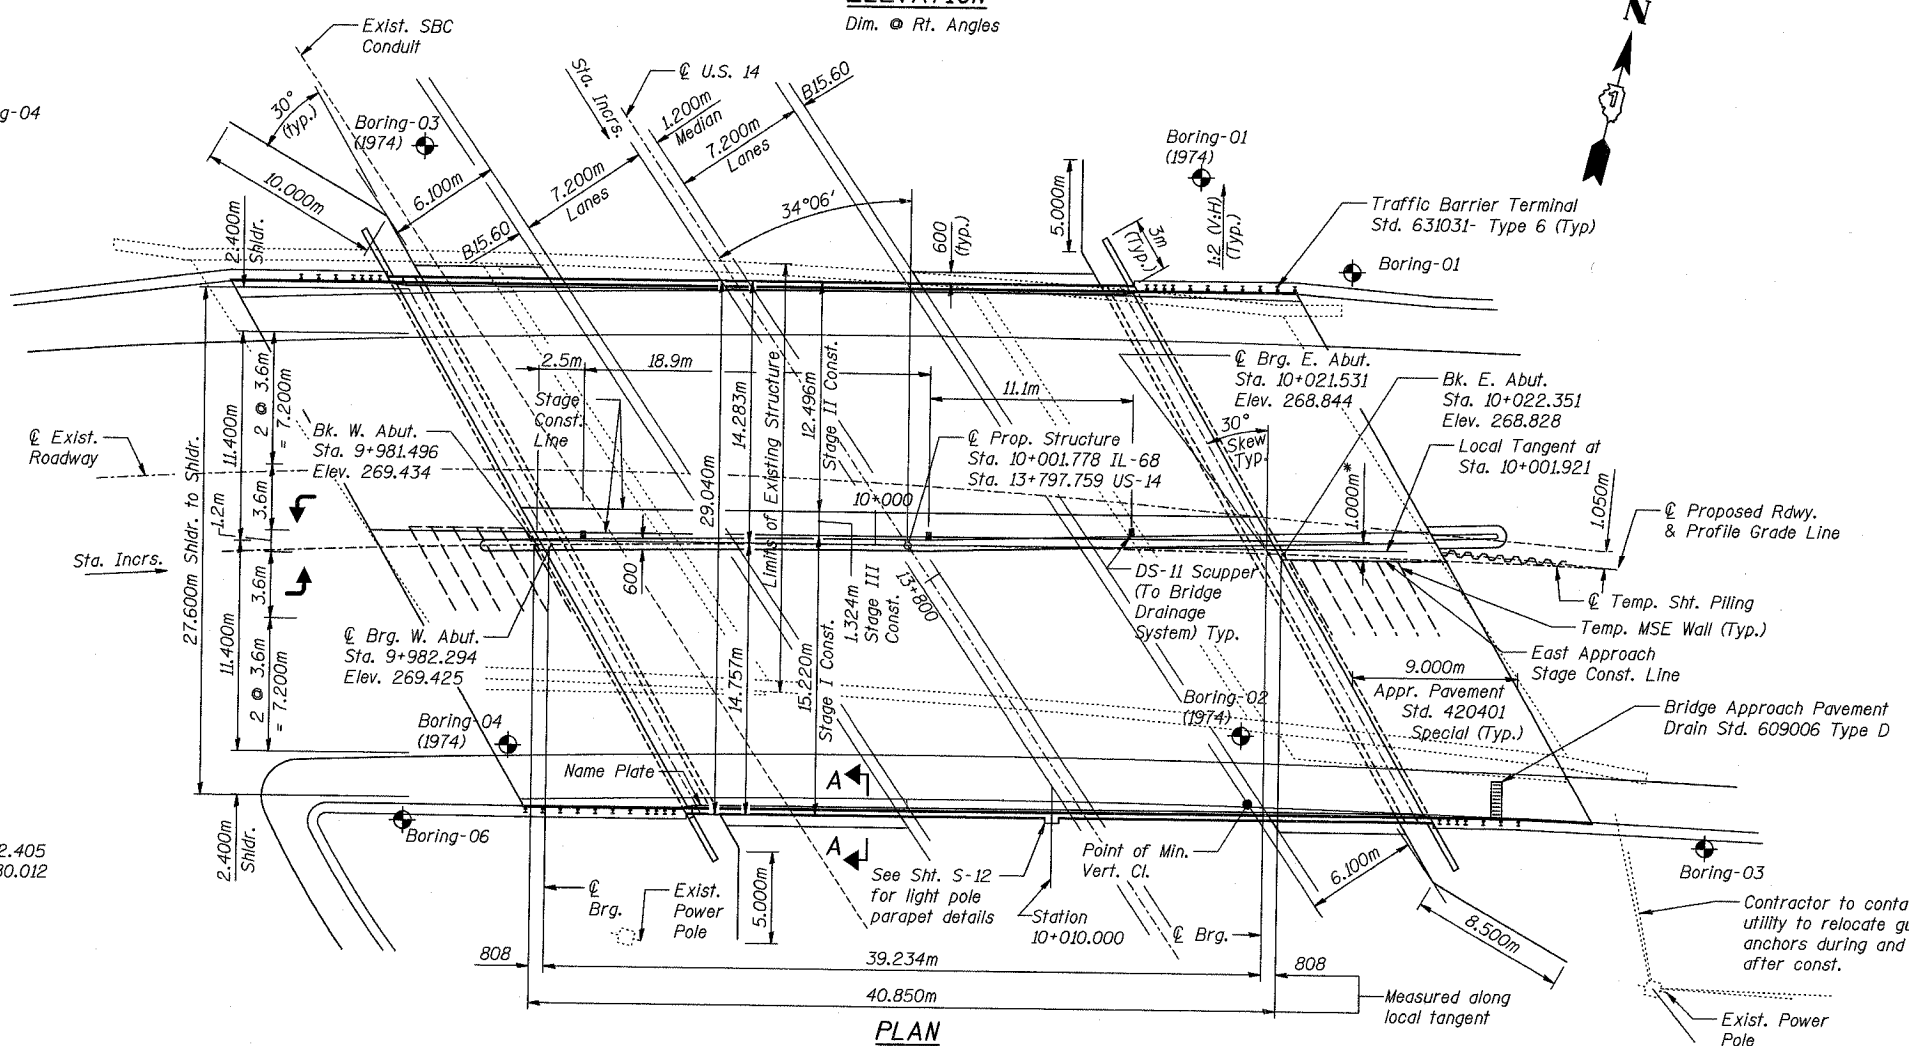 ELEVATION
Dim. @ Rt. Angles
N
1
Exist. SBC
Conduit
30°
(typ.)
Boring-03
(1974)
Sta. Incrs.
℄ U.S. 14
1.200m
Median
B15.60
7.200m
Lanes
7.200m
Lanes
6.100m
B15.60
10.000m
34°06'
Boring-01
(1974)
5.000m
3m
(Typ.)
1:2 (V:H)
(Typ.)
600
(typ.)
Traffic Barrier Terminal
Std. 631031- Type 6 (Typ)
Boring-01
2.400m
Shldr.
27.600m Shldr. to Shldr.
11.400m
2 @ 3.6m
= 7.200m
3.6m
1.2m
3.6m
11.400m
2 @ 3.6m
= 7.200m
2.400m
Shldr.
℄ Exist.
Roadway
Sta. Incrs.
Bk. W. Abut.
Sta. 9+981.496
Elev. 269.434
2.5m
18.9m
11.1m
Stage
Const.
Line
29.040m
14.283m
14.757m
Limits of Existing Structure
12.496m
Stage II Const.
1.324m
Stage III
Const.
15.220m
Stage I Const.
600
10+000
13+800
℄ Prop. Structure
Sta. 10+001.778 IL-68
Sta. 13+797.759 US-14
℄ Brg. E. Abut.
Sta. 10+021.531
Elev. 268.844
30°
Skew
Typ.
Bk. E. Abut.
Sta. 10+022.351
Elev. 268.828
Local Tangent at
Sta. 10+001.921
1.000m*
1.050m
℄ Proposed Rdwy.
& Profile Grade Line
℄ Temp. Sht. Piling
Temp. MSE Wall (Typ.)
East Approach
Stage Const. Line
DS-11 Scupper
(To Bridge
Drainage
System) Typ.
℄ Brg. W. Abut.
Sta. 9+982.294
Elev. 269.425
Boring-04
(1974)
Boring-02
(1974)
9.000m
Appr. Pavement
Std. 420401
Special (Typ.)
Bridge Approach Pavement
Drain Std. 609006 Type D
Name Plate
A
A
Boring-06
See Sht. S-12
for light pole
parapet details
Point of Min.
Vert. Cl.
Station
10+010.000
6.100m
8.500m
Boring-03
Contractor to
utility to relocate
anchors during and
after const.
℄
Brg.
Exist.
Power
Pole
5.000m
℄ Brg.
808
39.234m
808
40.850m
Measured along
local tangent
Exist. Power
Pole
PLAN